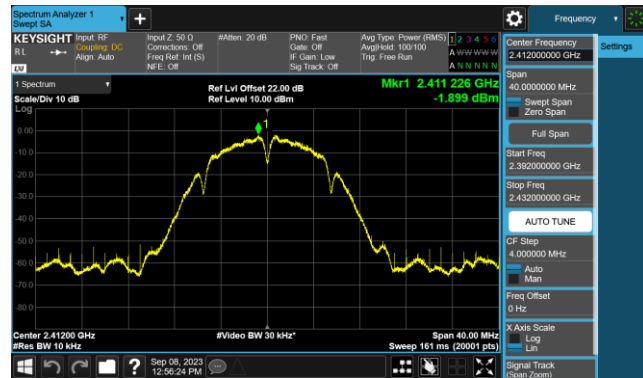 Spectrum Analyzer 1
Swept SA
Frequency
KEYSIGHT
RL
LXI
Input: RF
Coupling: DC
Align: Auto
Input Z: 50 Ω
Corrections: Off
Freq Ref: Int (S)
NFE: Off
#Atten: 20 dB
PNO: Fast
Gate: Off
IF Gain: Low
Sig Track: Off
Avg Type: Power (RMS)
Avg|Hold: 100/100
Trig: Free Run
1 2 3 4 5 6
A W W W W W
A N N N N N
1 Spectrum
Scale/Div 10 dB
Log
Ref Lvl Offset 22.00 dB
Ref Level 10.00 dBm
Mkr1 2.411 226 GHz
-1.899 dBm
1
0.00
-10.0
-20.0
-30.0
-40.0
-50.0
-60.0
-70.0
-80.0
Center 2.41200 GHz
#Res BW 10 kHz
#Video BW 30 kHz*
Span 40.00 MHz
Sweep 161 ms (20001 pts)
Sep 08, 2023
12:56:24 PM
Center Frequency
2.412000000 GHz
Settings
Span
40.0000000 MHz
Swept Span
Zero Span
Full Span
Start Freq
2.392000000 GHz
Stop Freq
2.432000000 GHz
AUTO TUNE
CF Step
4.000000 MHz
Auto
Man
Freq Offset
0 Hz
X Axis Scale
Log
Lin
Signal Track
(Span Zoom)